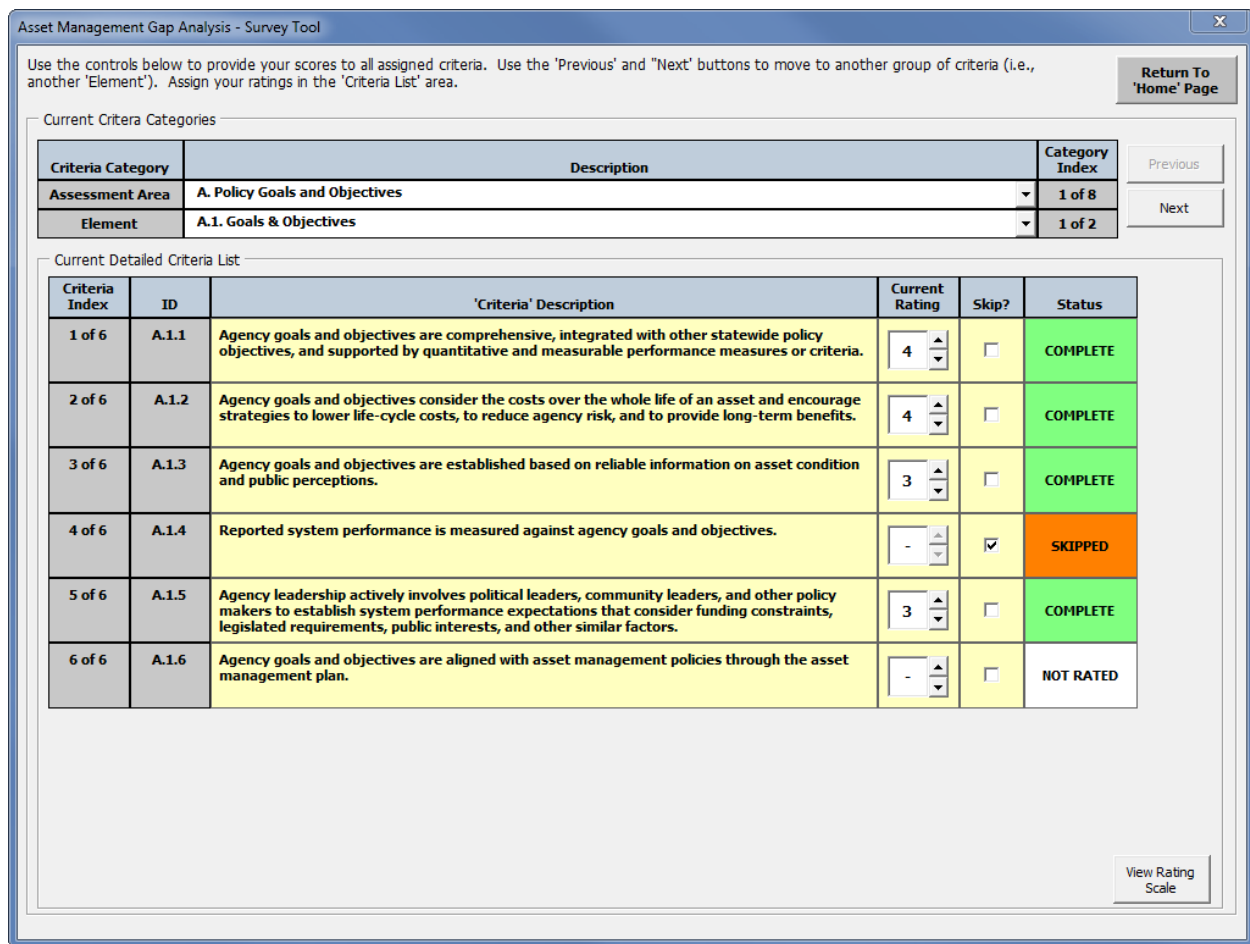 Asset Management Gap Analysis - Survey Tool
X
Use the controls below to provide your scores to all assigned criteria. Use the 'Previous' and "Next' buttons to move to another group of criteria (i.e.,
another 'Element'). Assign your ratings in the 'Criteria List' area.
Return To
'Home' Page
Current Critera Categories
Criteria Category
Description
Category
Index
Previous
Assessment Area
A. Policy Goals and Objectives
1 of 8
Next
Element
A.1. Goals & Objectives
1 of 2
Current Detailed Criteria List
Criteria
Index
ID
'Criteria' Description
Current
Rating
Skip?
Status
1 of 6
A.1.1
Agency goals and objectives are comprehensive, integrated with other statewide policy
objectives, and supported by quantitative and measurable performance measures or criteria.
4
COMPLETE
2 of 6
A.1.2
Agency goals and objectives consider the costs over the whole life of an asset and encourage
strategies to lower life-cycle costs, to reduce agency risk, and to provide long-term benefits.
4
COMPLETE
3 of 6
A.1.3
Agency goals and objectives are established based on reliable information on asset condition
and public perceptions.
3
COMPLETE
4 of 6
A.1.4
Reported system performance is measured against agency goals and objectives.
-
SKIPPED
5 of 6
A.1.5
Agency leadership actively involves political leaders, community leaders, and other policy
makers to establish system performance expectations that consider funding constraints,
legislated requirements, public interests, and other similar factors.
3
COMPLETE
6 of 6
A.1.6
Agency goals and objectives are aligned with asset management policies through the asset
management plan.
-
NOT RATED
View Rating
Scale